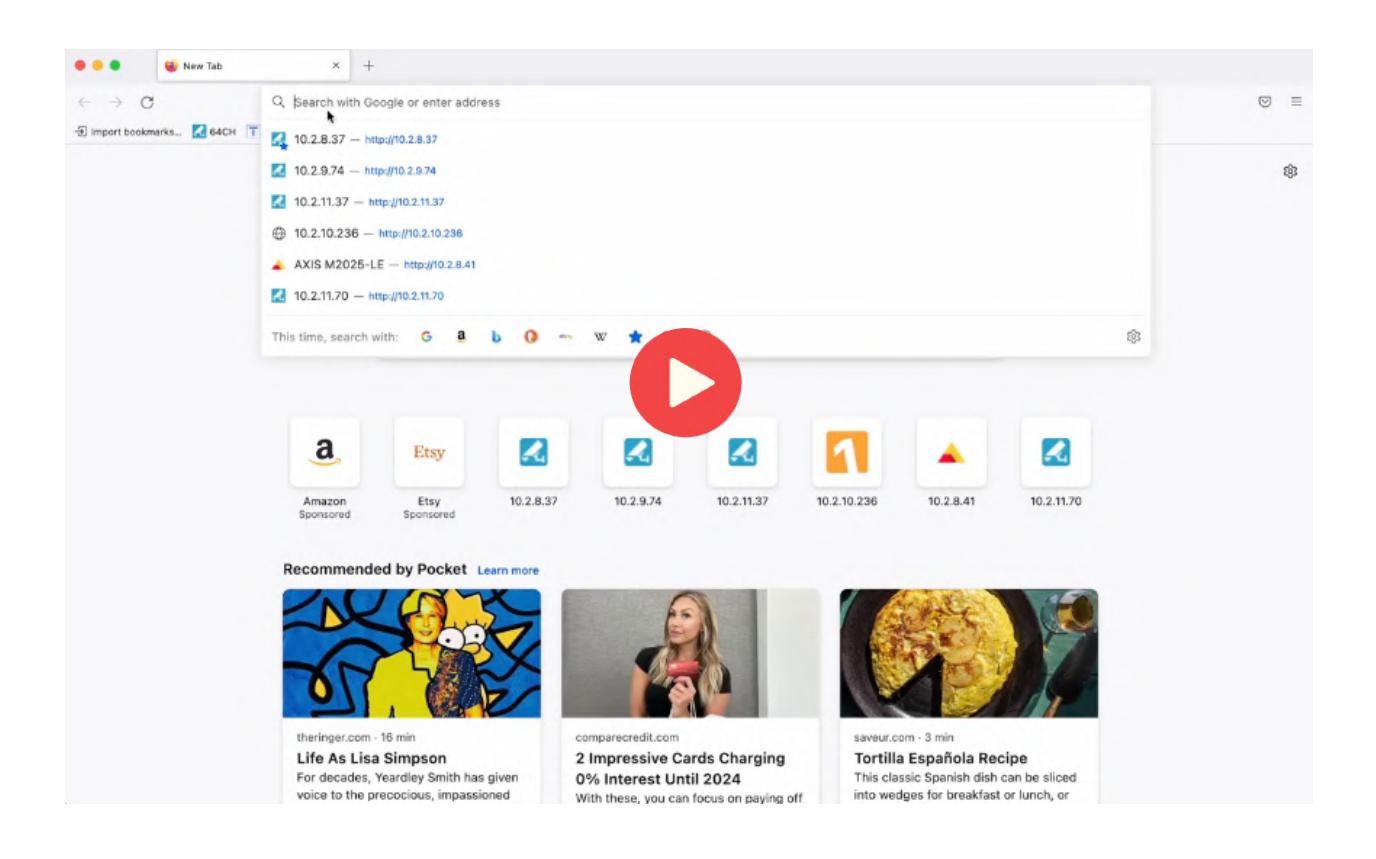 New Tab
Search with Google or enter address
Import bookmarks... 64CH T
10.2.8.37 — http://10.2.8.37
10.2.9.74 — http://10.2.9.74
10.2.11.37 — http://10.2.11.37
10.2.10.236 — http://10.2.10.236
AXIS M2025-LE — http://10.2.8.41
10.2.11.70 — http://10.2.11.70
This time, search with: G a b W
a Etsy 1
Amazon Etsy 10.2.8.37 10.2.9.74 10.2.11.37 10.2.10.236 10.2.8.41 10.2.11.70
Sponsored Sponsored
Recommended by Pocket Learn more
theringer.com · 16 min
Life As Lisa Simpson
For decades, Yeardley Smith has given
voice to the precocious, impassioned
comparecredit.com
2 Impressive Cards Charging
0% Interest Until 2024
With these, you can focus on paying off
saveur.com · 3 min
Tortilla Española Recipe
This classic Spanish dish can be sliced
into wedges for breakfast or lunch, or